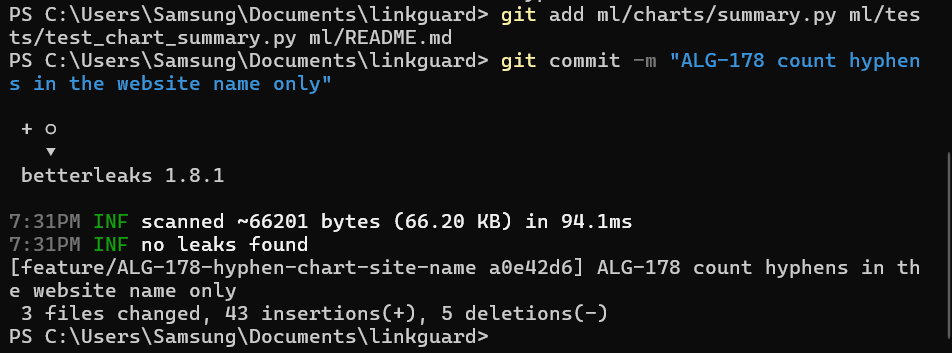 PS C:\Users\Samsung\Documents\linkguard> git add ml/charts/summary.py ml/tes
ts/test_chart_summary.py ml/README.md
PS C:\Users\Samsung\Documents\linkguard> git commit -m "ALG-178 count hyphen
s in the website name only"
+ o
▼
betterleaks 1.8.1
7:31PM INF scanned ~66201 bytes (66.20 KB) in 94.1ms
7:31PM INF no leaks found
[feature/ALG-178-hyphen-chart-site-name a0e42d6] ALG-178 count hyphens in th
e website name only
3 files changed, 43 insertions(+), 5 deletions(-)
PS C:\Users\Samsung\Documents\linkguard>